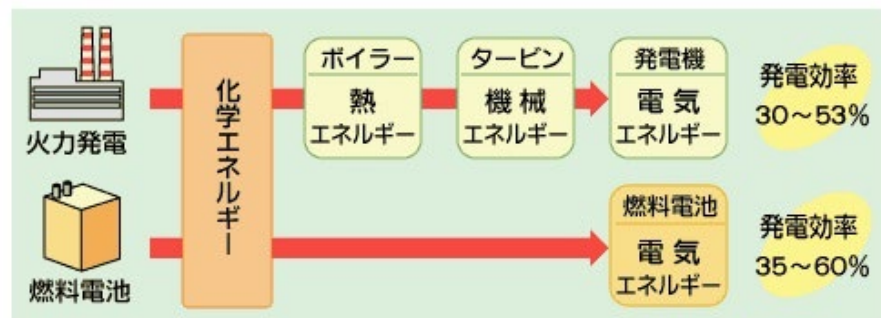 火力発電
化学エネルギー
ボイラー
熱
エネルギー
タービン
機械
エネルギー
発電機
電気
エネルギー
発電効率
30～53%
燃料電池
燃料電池
電気
エネルギー
発電効率
35～60%